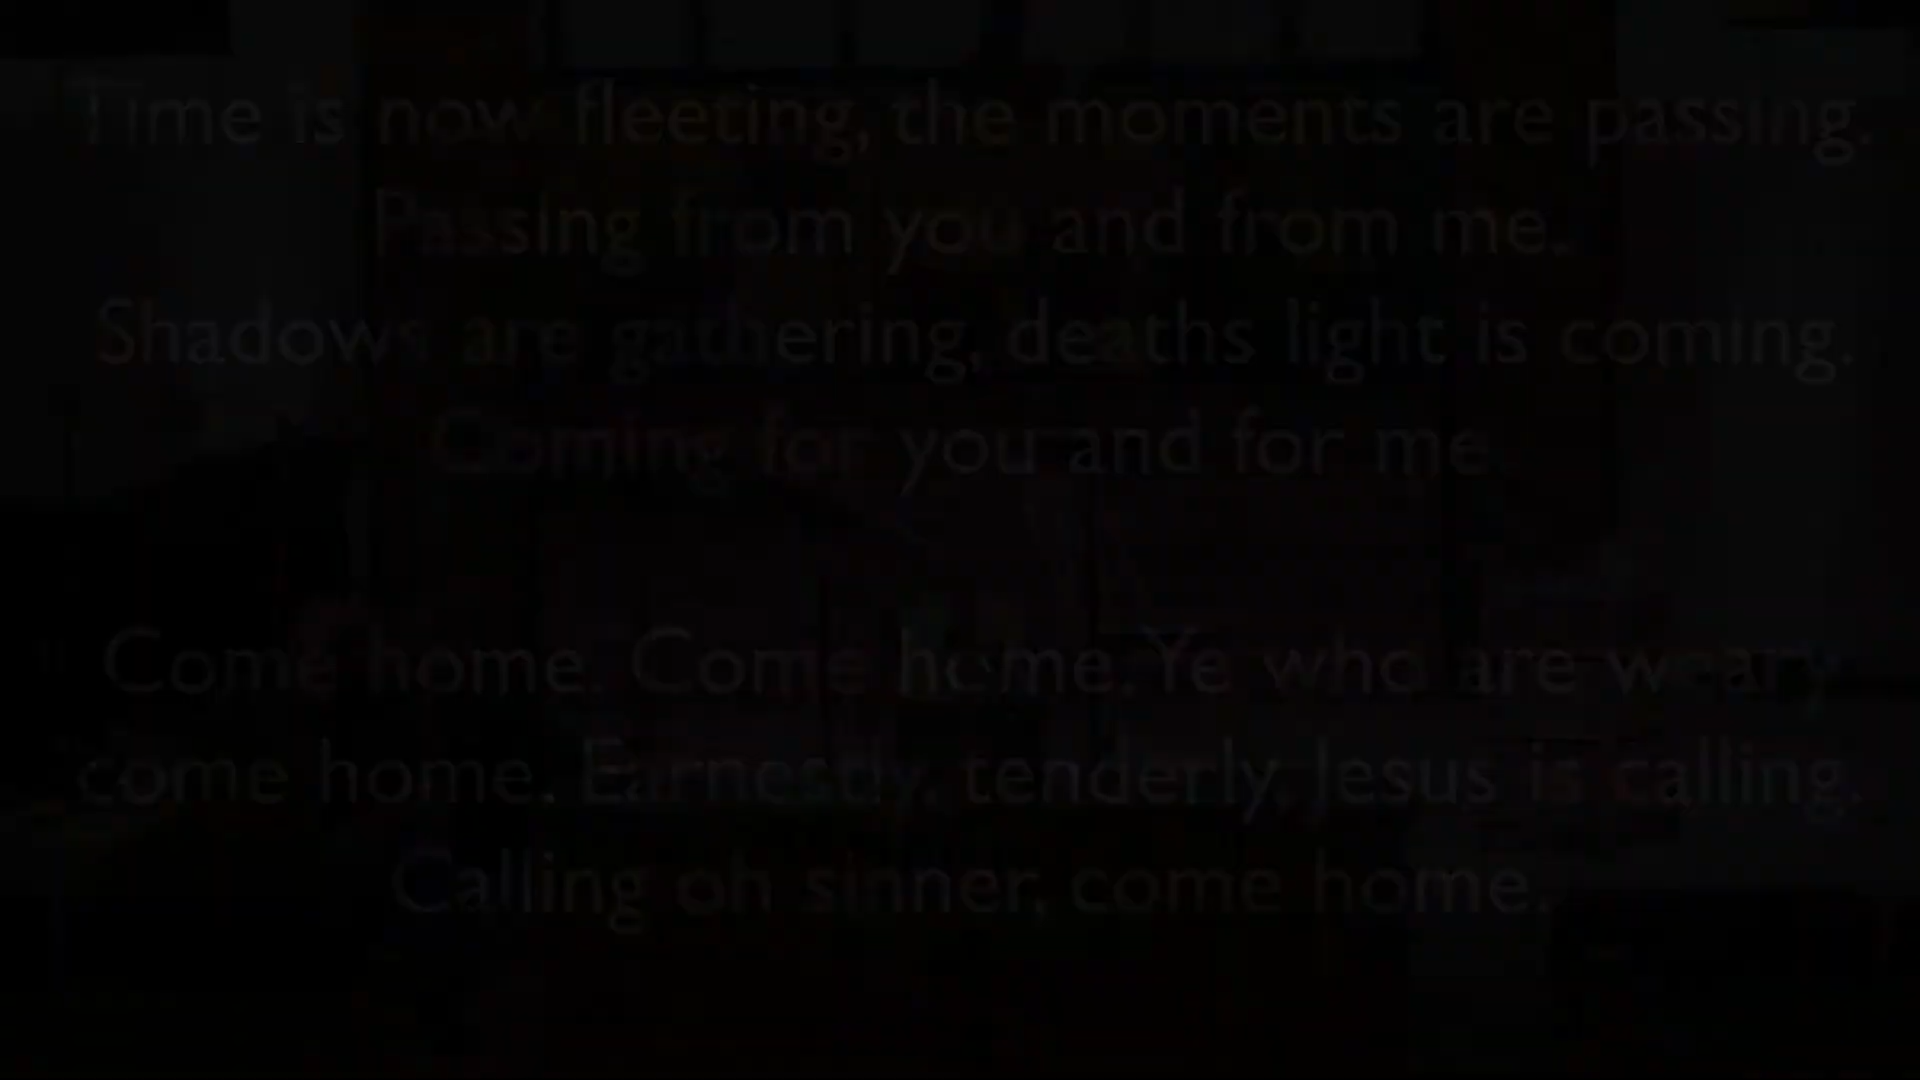 Time is now fleeting, the moments are passing.
Passing from you and from me.
Shadows are gathering, deaths light is coming.
Coming for you and for me
Come home. Come home. Ye who are weary
come home. Earnestly, tenderly, Jesus is calling.
Calling oh sinner, come home.